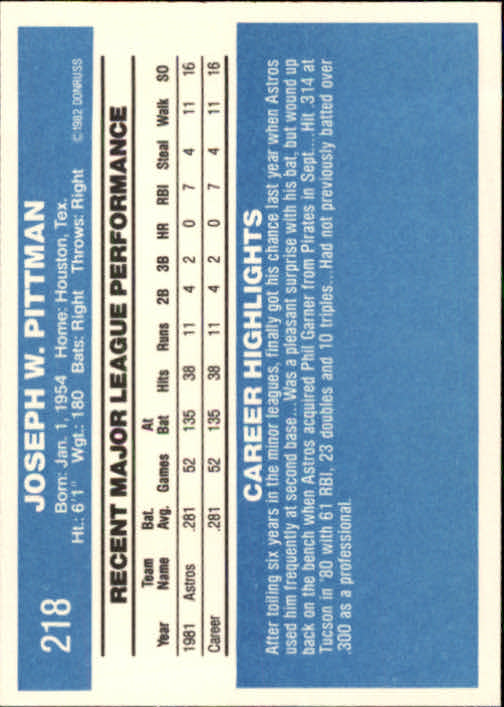 218
JOSEPH W. PITTMAN
Born: Jan. 1, 1954 Home: Houston, Tex.
Ht.: 6'1" Wgt.: 180 Bats: Right Throws: Right
©1982 DONRUSS
RECENT MAJOR LEAGUE PERFORMANCE
Team Bat. At
Year Name Avg. Games Bat Hits Runs 2B 3B HR RBI Steal Walk SO
1981 Astros .281 52 135 38 11 4 2 0 7 4 11 16
Career .281 52 135 38 11 4 2 0 7 4 11 16
CAREER HIGHLIGHTS
After toiling six years in the minor leagues, finally got his chance last year when Astros
used him frequently at second base...Was a pleasant surprise with his bat, but wound up
back on the bench when Astros acquired Phil Garner from Pirates in Sept....Hit .314 at
Tucson in '80 with 61 RBI, 23 doubles and 10 triples...Had not previously batted over
.300 as a professional.